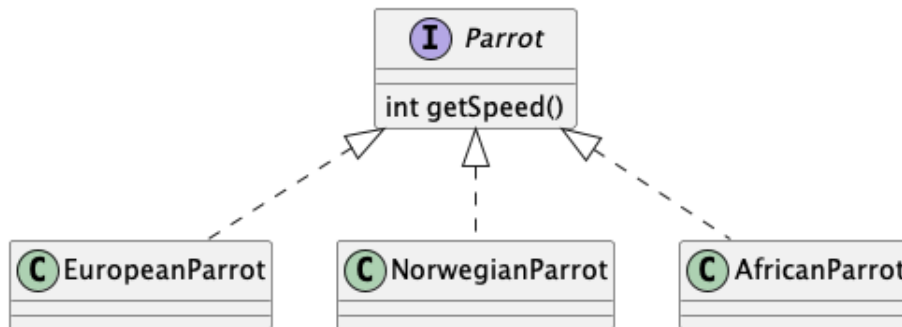 I Parrot
int getSpeed()
C EuropeanParrot
C NorwegianParrot
C AfricanParrot